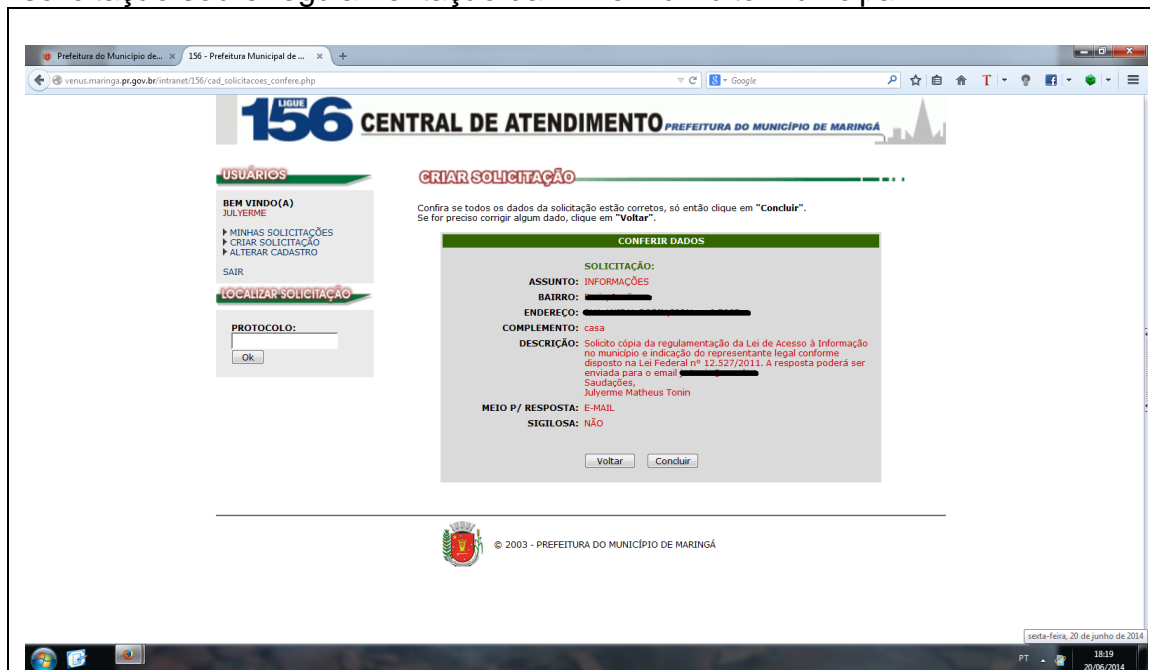 Prefeitura do Município de... × 156 - Prefeitura Municipal de ... × +
venus.maringa.pr.gov.br/intranet/156/cad_solicitacoes_confere.php Google
LIGUE
156 CENTRAL DE ATENDIMENTO PREFEITURA DO MUNICÍPIO DE MARINGÁ
USUÁRIOS
BEM VINDO(A)
JULYERME
MINHAS SOLICITAÇÕES
CRIAR SOLICITAÇÃO
ALTERAR CADASTRO
SAIR
LOCALIZAR SOLICITAÇÃO
PROTOCOLO:
Ok
CRIAR SOLICITAÇÃO
Confira se todos os dados da solicitação estão corretos, só então clique em "Concluir".
Se for preciso corrigir algum dado, clique em "Voltar".
CONFERIR DADOS
SOLICITAÇÃO:
ASSUNTO: INFORMAÇÕES
BAIRRO:
ENDEREÇO:
COMPLEMENTO: casa
DESCRIÇÃO: Solicito cópia da regulamentação da Lei de Acesso à Informação
no município e indicação do representante legal conforme
disposto na Lei Federal nº 12.527/2011. A resposta poderá ser
enviada para o email
Saudações,
Julyerme Matheus Tonin
MEIO P/ RESPOSTA: E-MAIL
SIGILOSA: NÃO
Voltar Concluir
© 2003 - PREFEITURA DO MUNICÍPIO DE MARINGÁ
sexta-feira, 20 de junho de 2014
PT 18:19
20/06/2014